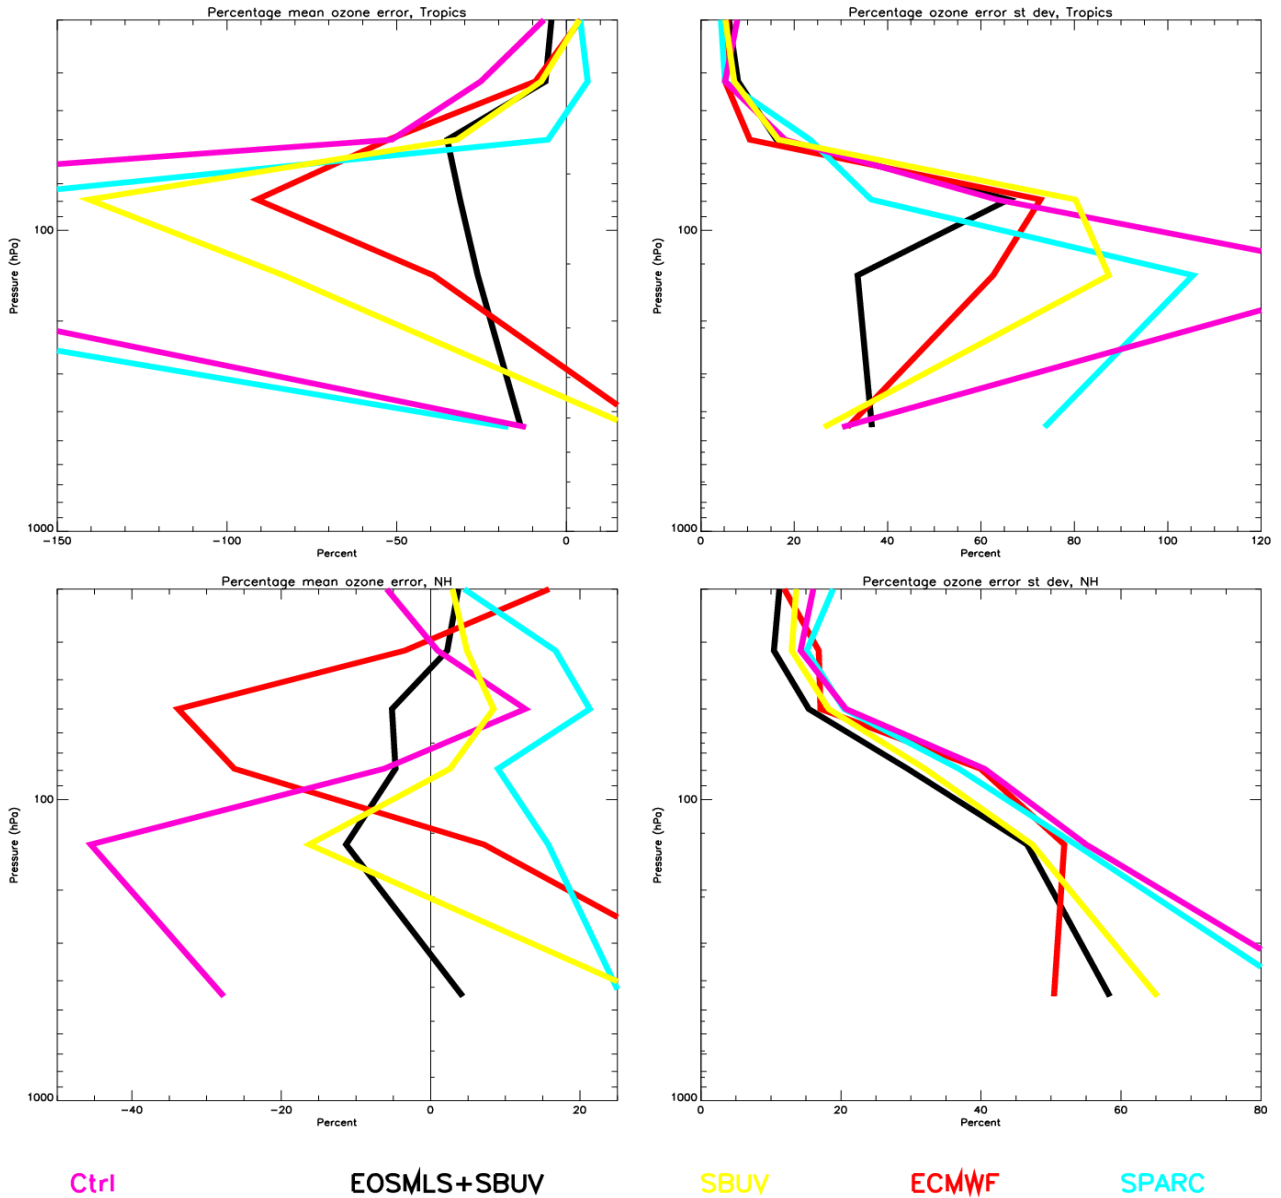 Percentage mean ozone error, Tropics
Pressure (hPa)
100
1000
-150 -100 -50 0
Percent
Percentage ozone error st dev, Tropics
Pressure (hPa)
100
1000
0 20 40 60 80 100 120
Percent
Percentage mean ozone error, NH
Pressure (hPa)
100
1000
-40 -20 0 20
Percent
Percentage ozone error st dev, NH
Pressure (hPa)
100
1000
0 20 40 60 80
Percent
Ctrl EOSMLS+SBUV SBUV ECMWF SPARC